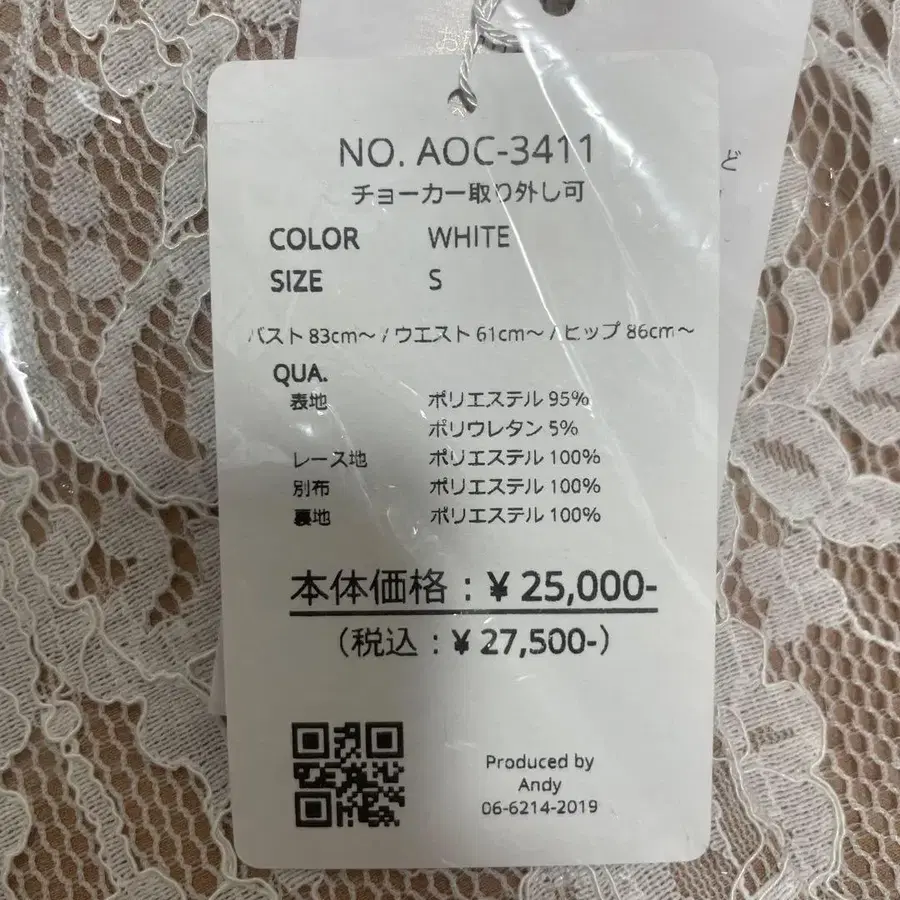 NO. AOC-3411
チョーカー取り外し可
COLOR WHITE
SIZE S
バスト 83cm～ / ウエスト 61cm～ / ヒップ 86cm～
QUA.
表地 ポリエステル 95%
ポリウレタン 5%
レース地 ポリエステル 100%
別布 ポリエステル 100%
裏地 ポリエステル 100%
本体価格 : ¥ 25,000-
（税込 : ¥ 27,500-）
Produced by
Andy
06-6214-2019
ど